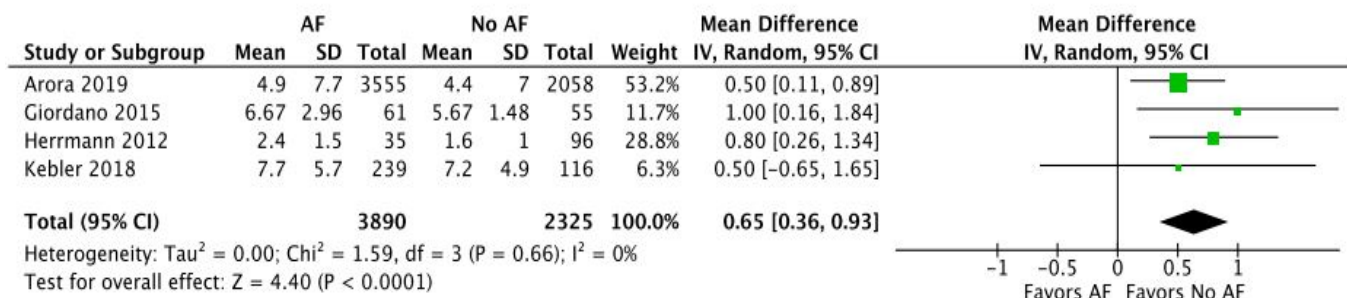 AF No AF Mean Difference Mean Difference
Study or Subgroup Mean SD Total Mean SD Total Weight IV, Random, 95% CI IV, Random, 95% CI
Arora 2019 4.9 7.7 3555 4.4 7 2058 53.2% 0.50 [0.11, 0.89]
Giordano 2015 6.67 2.96 61 5.67 1.48 55 11.7% 1.00 [0.16, 1.84]
Herrmann 2012 2.4 1.5 35 1.6 1 96 28.8% 0.80 [0.26, 1.34]
Kebler 2018 7.7 5.7 239 7.2 4.9 116 6.3% 0.50 [−0.65, 1.65]
Total (95% CI) 3890 2325 100.0% 0.65 [0.36, 0.93]
Heterogeneity: Tau² = 0.00; Chi² = 1.59, df = 3 (P = 0.66); I² = 0%
Test for overall effect: Z = 4.40 (P < 0.0001)
−1 −0.5 0 0.5 1
Favors AF Favors No AF